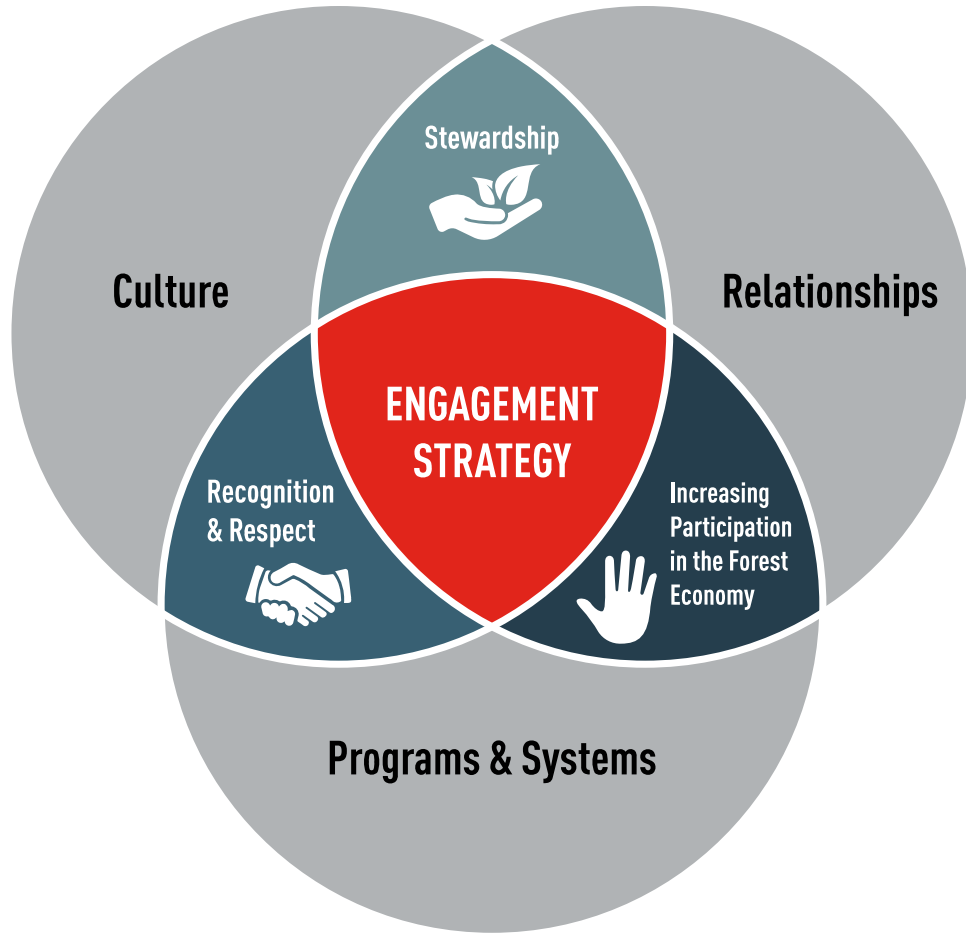 Stewardship
Culture
Relationships
ENGAGEMENT
STRATEGY
Recognition
& Respect
Increasing
Participation
in the Forest
Economy
Programs & Systems